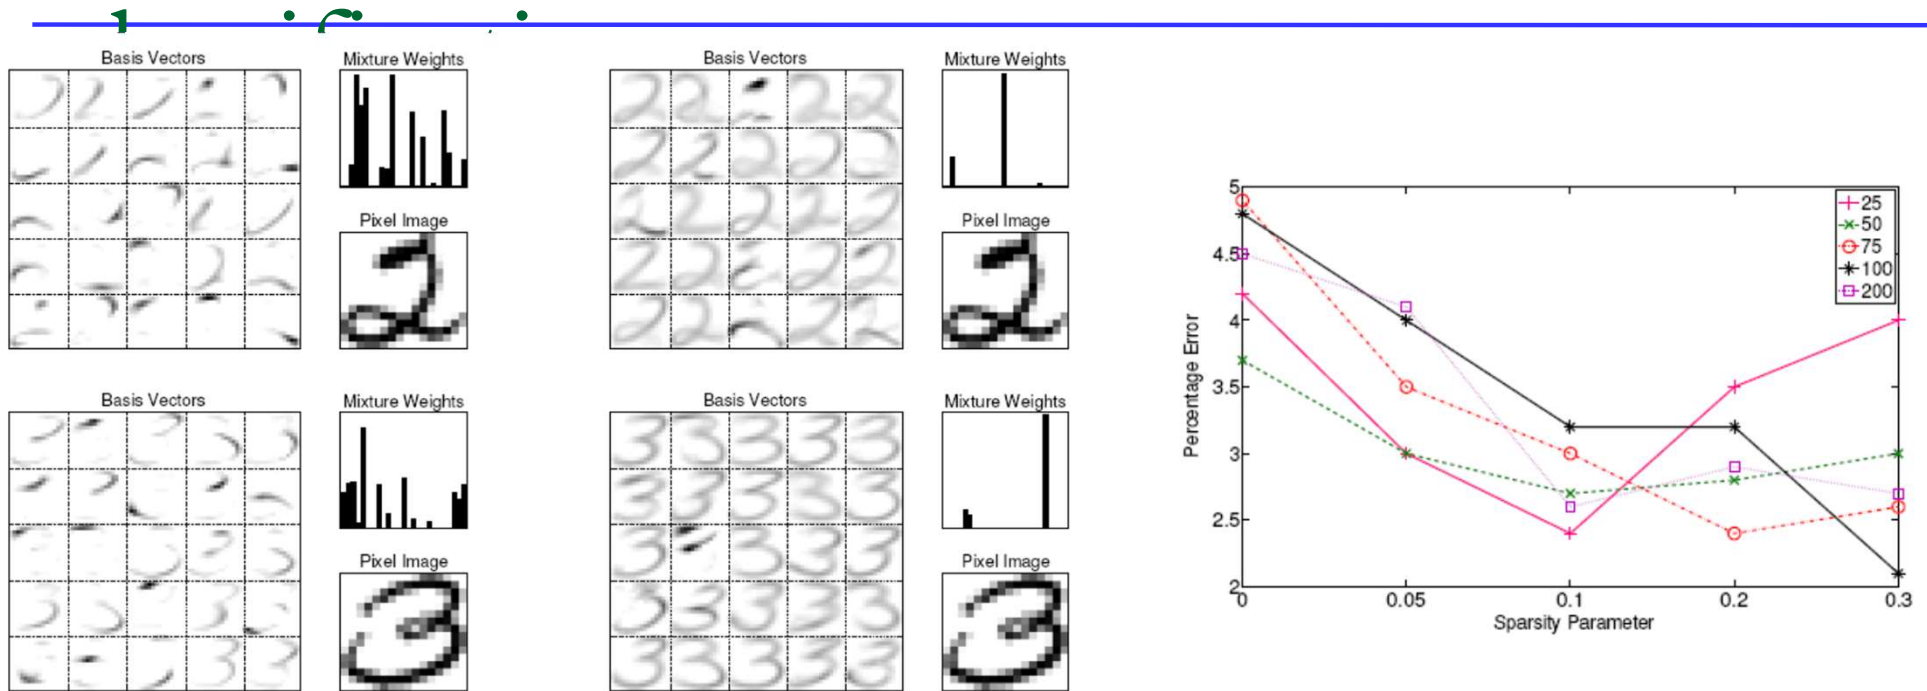 Basis Vectors
Mixture Weights
Pixel Image
Basis Vectors
Mixture Weights
Pixel Image
Basis Vectors
Mixture Weights
Pixel Image
Basis Vectors
Mixture Weights
Pixel Image
5
4.5
4
3.5
3
2.5
2
Percentage Error
0 0.05 0.1 0.2 0.3
Sparsity Parameter
25
50
75
100
200